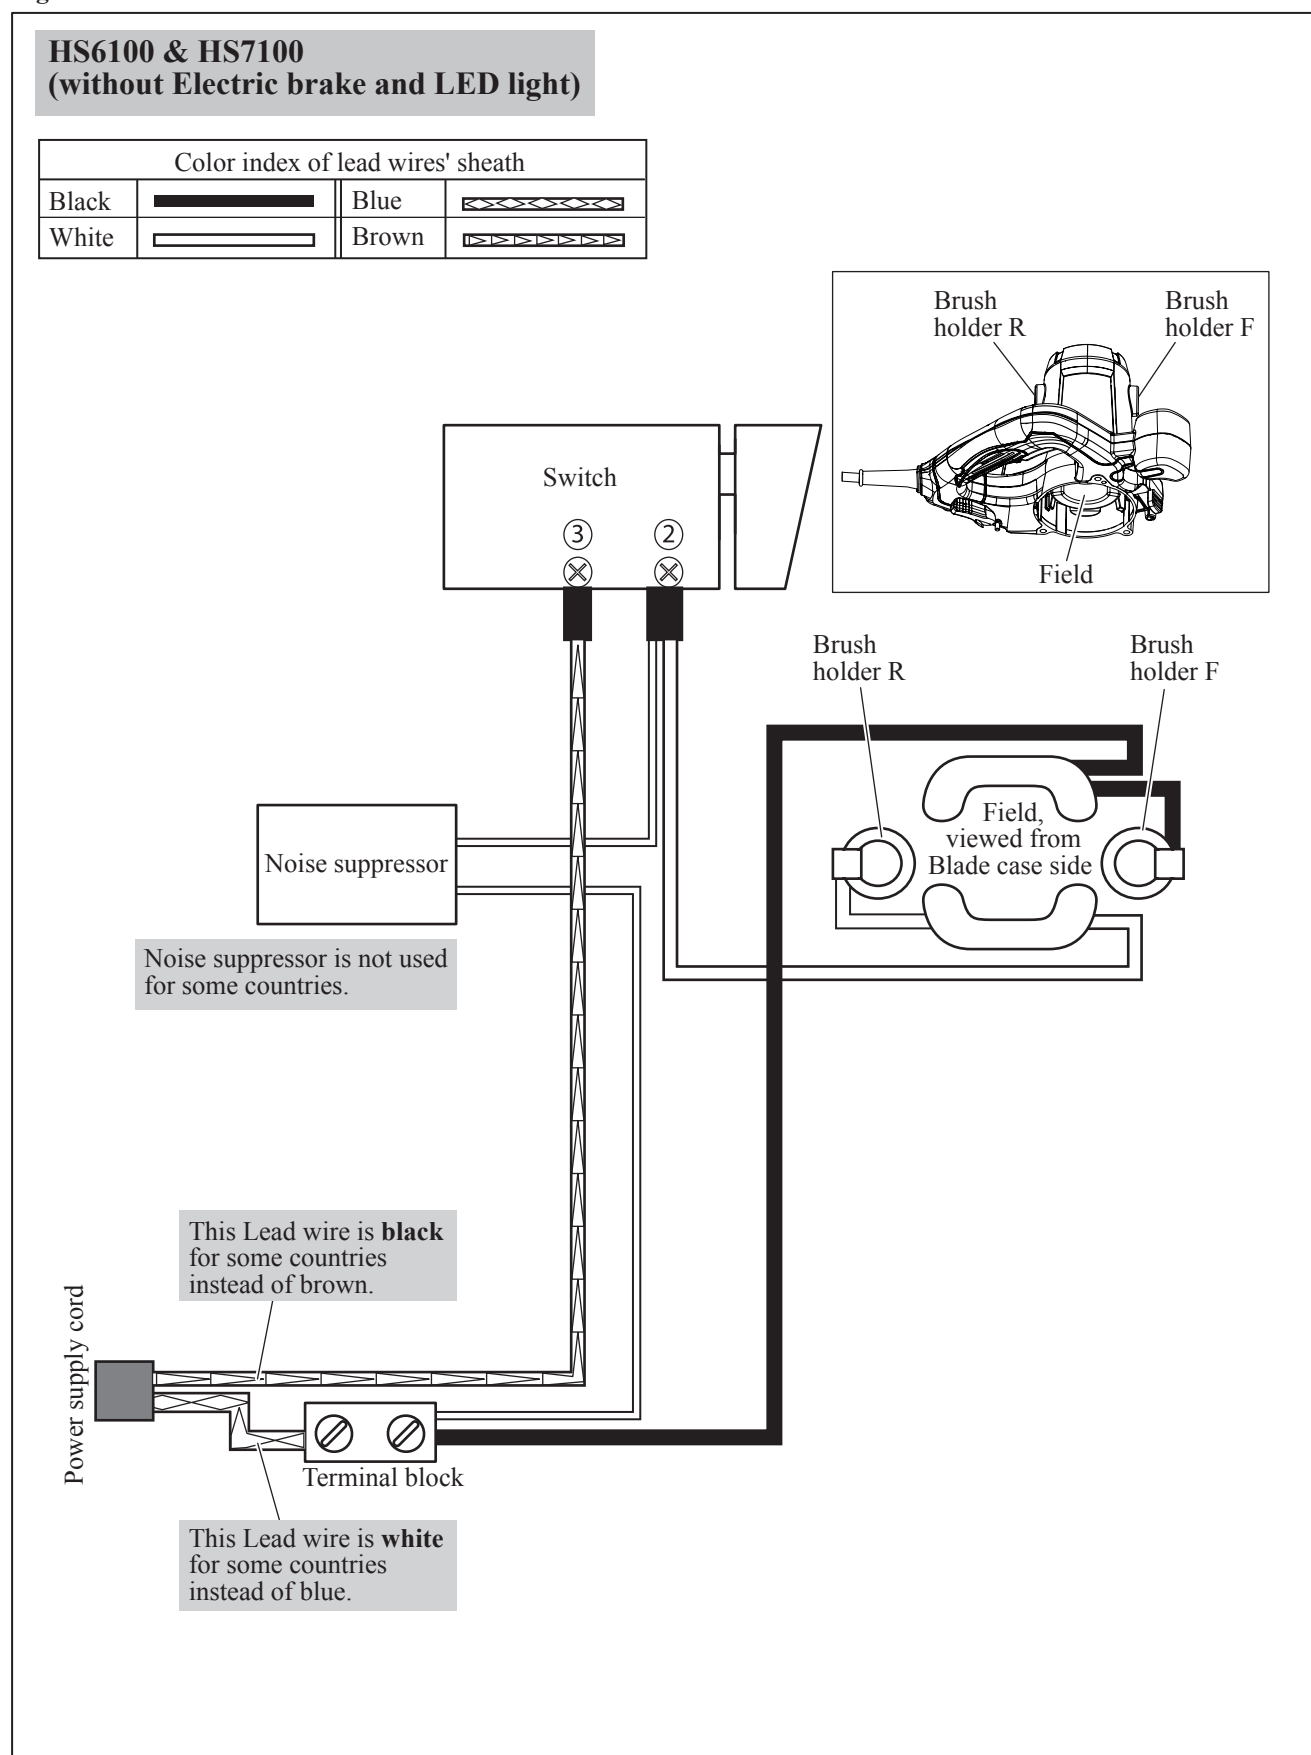 HS6100 & HS7100
(without Electric brake and LED light)
Color index of lead wires' sheath
Black
Blue
White
Brown
Brush
holder R
Brush
holder F
Field
Switch
3
2
Brush
holder R
Brush
holder F
Field,
viewed from
Blade case side
Noise suppressor
Noise suppressor is not used
for some countries.
This Lead wire is black
for some countries
instead of brown.
Power supply cord
Terminal block
This Lead wire is white
for some countries
instead of blue.